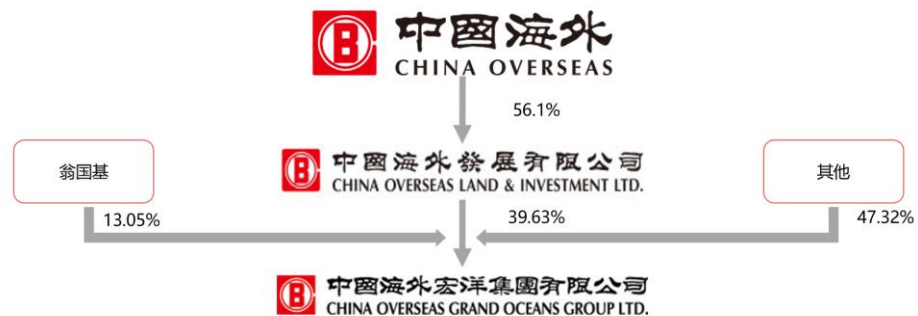 中國海外
CHINA OVERSEAS
56.1%
翁国基
中國海外發展有限公司
CHINA OVERSEAS LAND & INVESTMENT LTD.
其他
13.05%
39.63%
47.32%
中國海外宏洋集團有限公司
CHINA OVERSEAS GRAND OCEANS GROUP LTD.